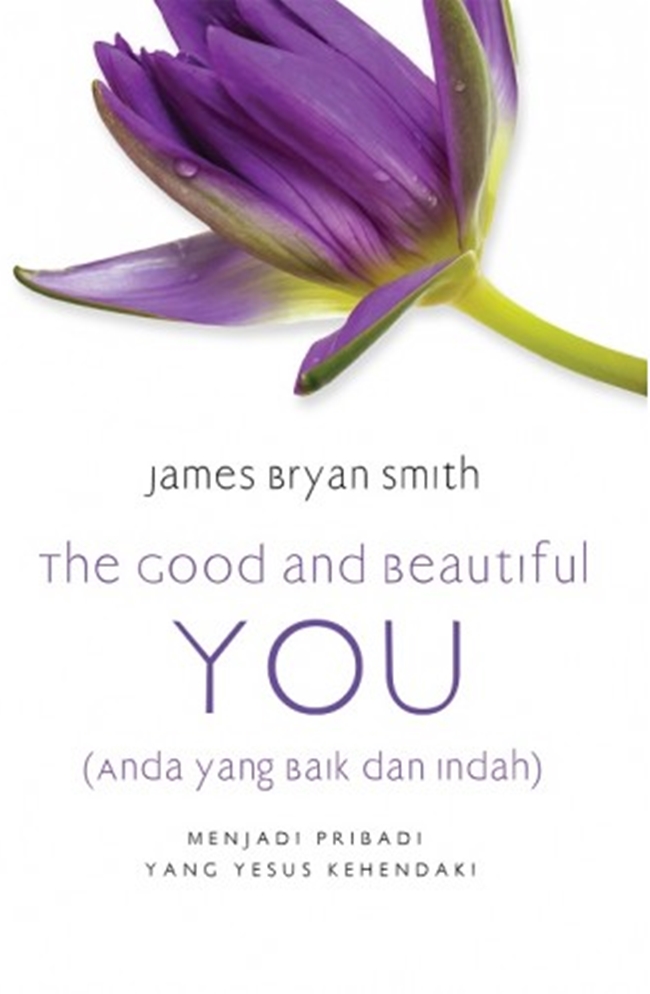 James Bryan Smith
The Good and Beautiful
YOU
(Anda yang Baik dan Indah)
MENJADI PRIBADI
YANG YESUS KEHENDAKI